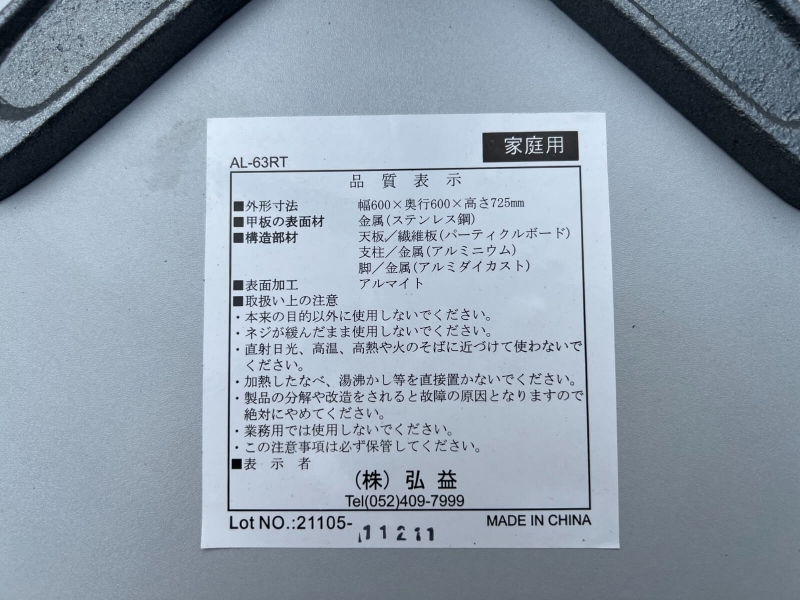 家庭用
AL-63RT
品質表示
■外形寸法 幅600×奥行600×高さ725mm
■甲板の表面材 金属(ステンレス鋼)
■構造部材 天板／繊維板(パーティクルボード)
支柱／金属(アルミニウム)
脚／金属(アルミダイカスト)
■表面加工 アルマイト
■取扱い上の注意
・本来の目的以外に使用しないでください。
・ネジが緩んだまま使用しないでください。
・直射日光、高温、高熱や火のそばに近づけて使わないで
ください。
・加熱したなべ、湯沸かし等を直接置かないでください。
・製品の分解や改造をされると故障の原因となりますので
絶対にやめてください。
・業務用では使用しないでください。
・この注意事項は必ず保管してください。
■表示者
(株) 弘益
Tel(052)409-7999
Lot NO.:21105-11211 MADE IN CHINA